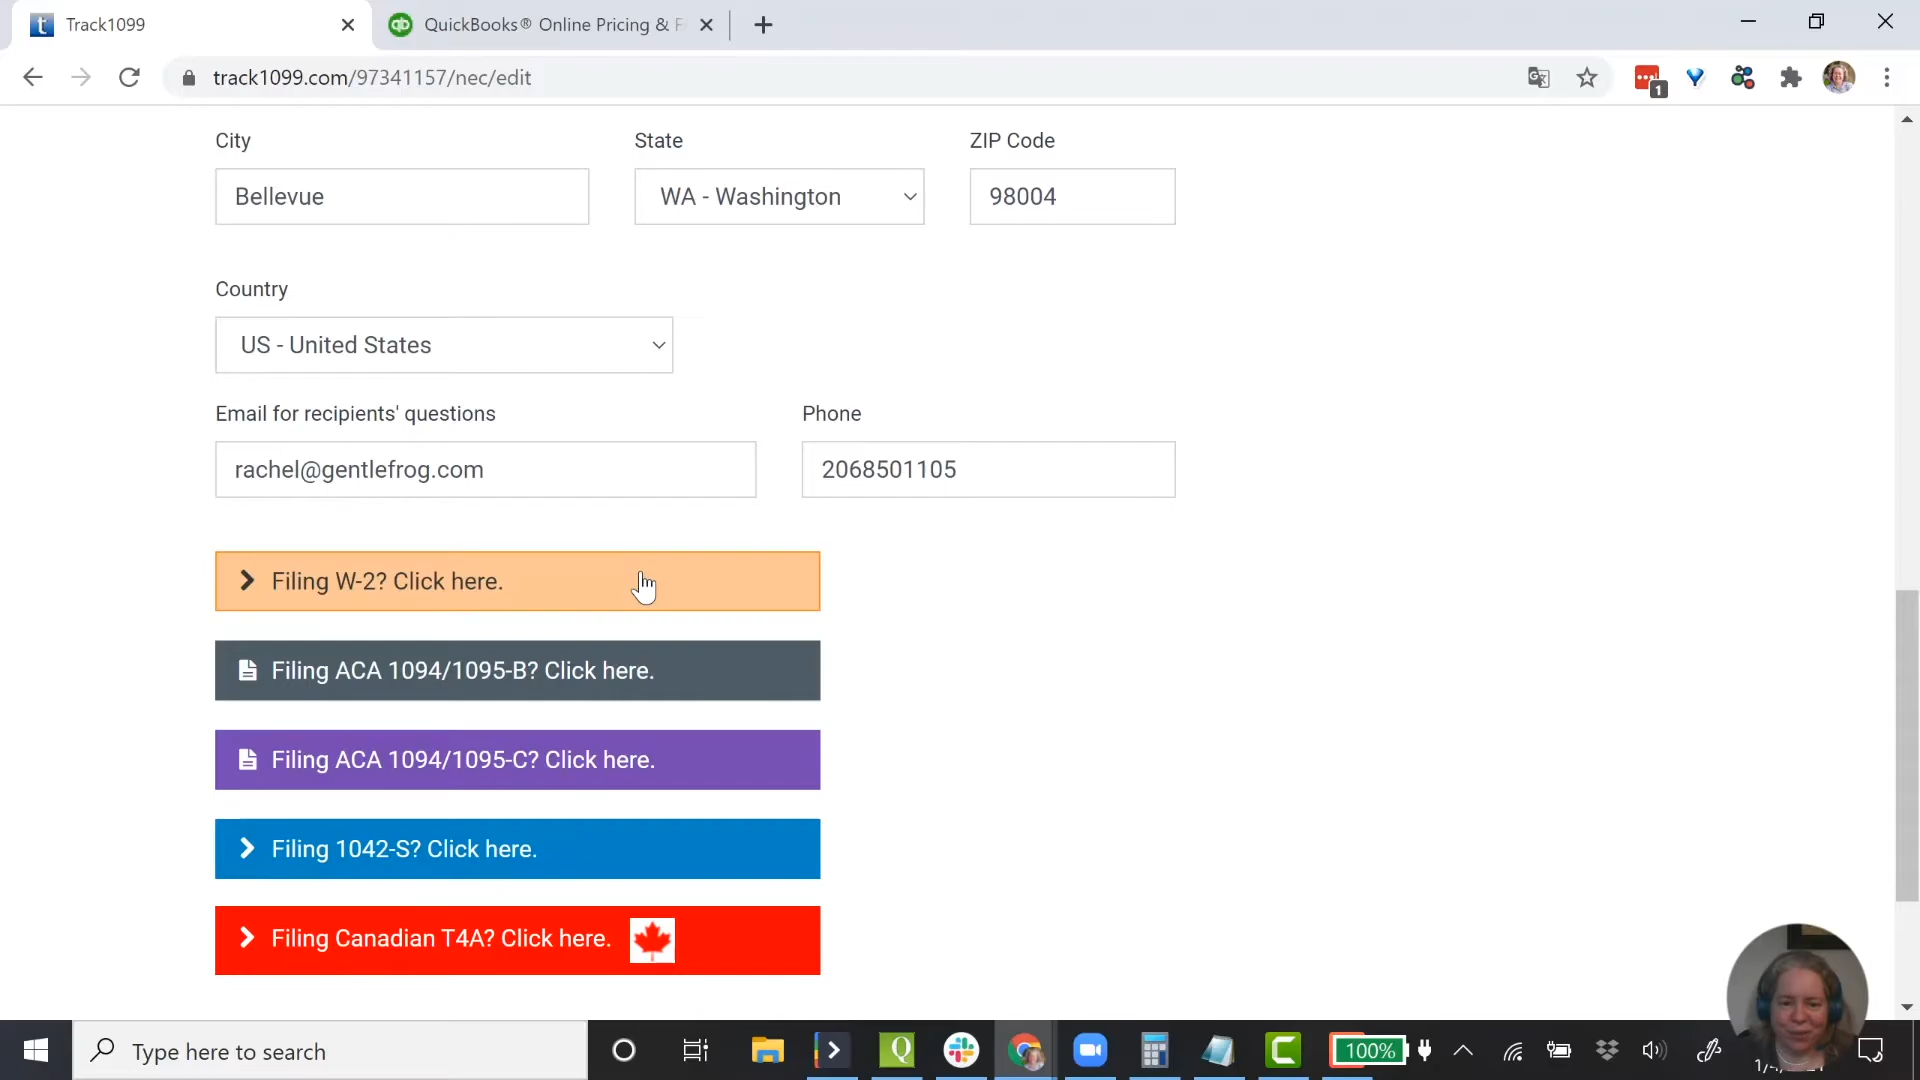 Track1099
QuickBooks® Online Pricing &
track1099.com/97341157/nec/edit
1
City
State
ZIP Code
Bellevue
WA - Washington
98004
Country
US - United States
Email for recipients' questions
Phone
rachel@gentlefrog.com
2068501105
Filing W-2? Click here.
Filing ACA 1094/1095-B? Click here.
Filing ACA 1094/1095-C? Click here.
Filing 1042-S? Click here.
Filing Canadian T4A? Click here.
Type here to search
100%